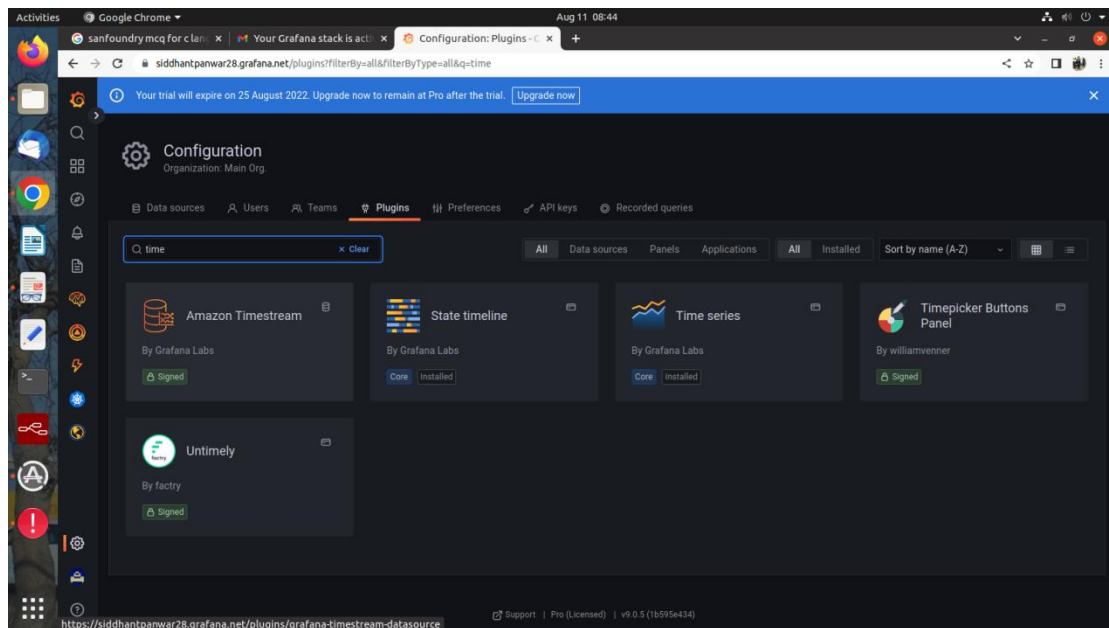 Activities Google Chrome Aug 11 08:44
sanfoundry mcq for c lang Your Grafana stack is acti Configuration: Plugins - G
siddhantpanwar28.grafana.net/plugins?filterBy=all&filterByType=all&q=time
Your trial will expire on 25 August 2022. Upgrade now to remain at Pro after the trial. Upgrade now
Configuration
Organization: Main Org.
Data sources Users Teams Plugins Preferences API keys Recorded queries
time Clear All Data sources Panels Applications All Installed Sort by name (A-Z)
Amazon Timestream
By Grafana Labs
Signed
State timeline
By Grafana Labs
Core Installed
Time series
By Grafana Labs
Core Installed
Timepicker Buttons
Panel
By williamvenner
Signed
factry
Untimely
By factry
Signed
Support | Pro (Licensed) | v9.0.5 (1b595e434)
https://siddhantpanwar28.grafana.net/plugins/grafana-timestream-datasource